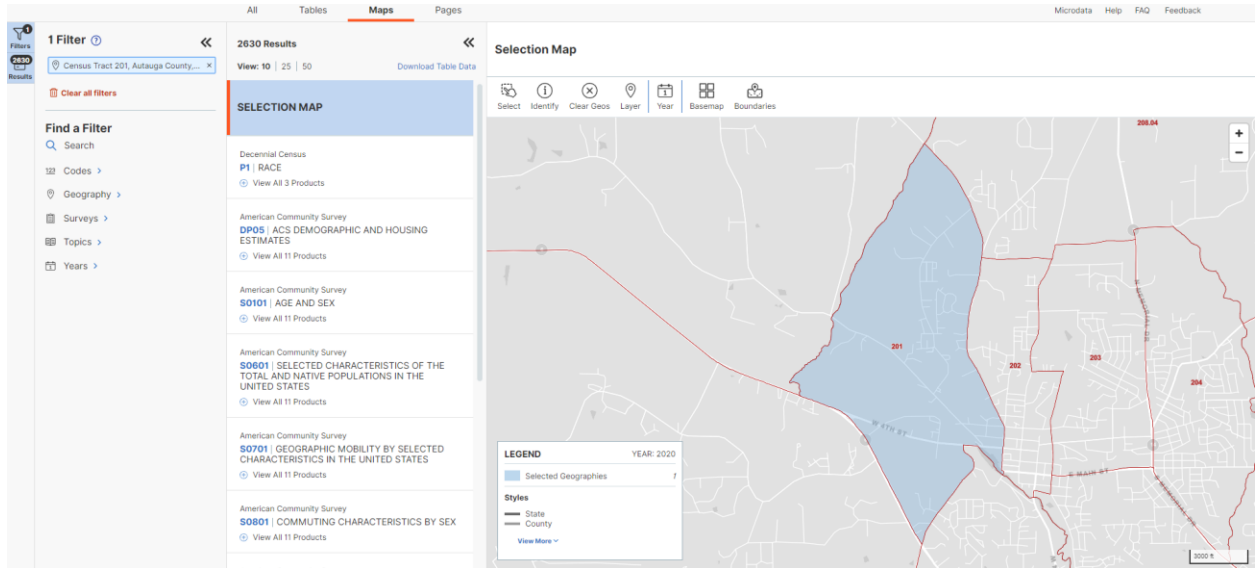 All Tables Maps Pages
Microdata Help FAQ Feedback
1
Filters
2630
Results
1 Filter
Census Tract 201, Autauga County,... ×
Clear all filters
Find a Filter
Search
Codes >
Geography >
Surveys >
Topics >
Years >
2630 Results
View: 10 | 25 | 50
Download Table Data
SELECTION MAP
Decennial Census
P1 | RACE
View All 3 Products
American Community Survey
DP05 | ACS DEMOGRAPHIC AND HOUSING
ESTIMATES
View All 11 Products
American Community Survey
S0101 | AGE AND SEX
View All 11 Products
American Community Survey
S0601 | SELECTED CHARACTERISTICS OF THE
TOTAL AND NATIVE POPULATIONS IN THE
UNITED STATES
View All 11 Products
American Community Survey
S0701 | GEOGRAPHIC MOBILITY BY SELECTED
CHARACTERISTICS IN THE UNITED STATES
View All 11 Products
American Community Survey
S0801 | COMMUTING CHARACTERISTICS BY SEX
View All 11 Products
Selection Map
Select Identify Clear Geos Layer Year Basemap Boundaries
208.04
+
−
N MEMORIAL DR
201
202
203
204
W 4TH ST
E MAIN ST
N MEMORIAL DR
LEGEND YEAR: 2020
Selected Geographies 1
Styles
State
County
View More
3000 ft